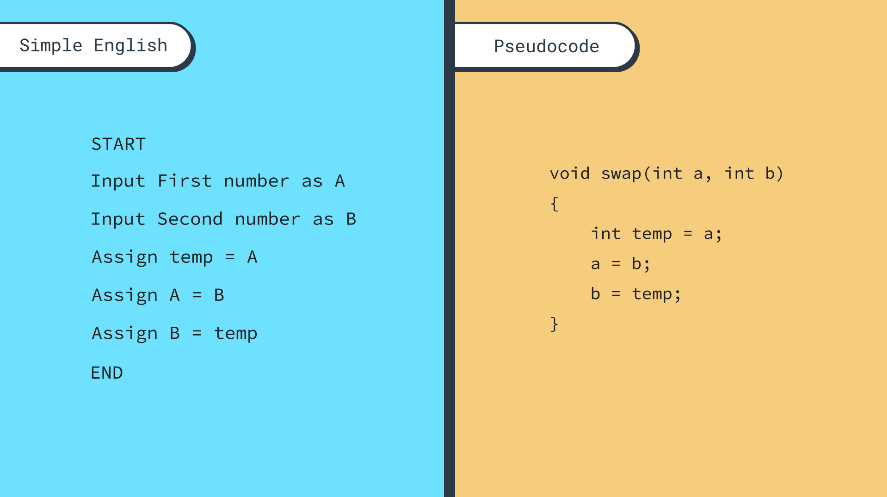 Simple English
START
Input First number as A
Input Second number as B
Assign temp = A
Assign A = B
Assign B = temp
END
Pseudocode
void swap(int a, int b)
{
    int temp = a;
    a = b;
    b = temp;
}